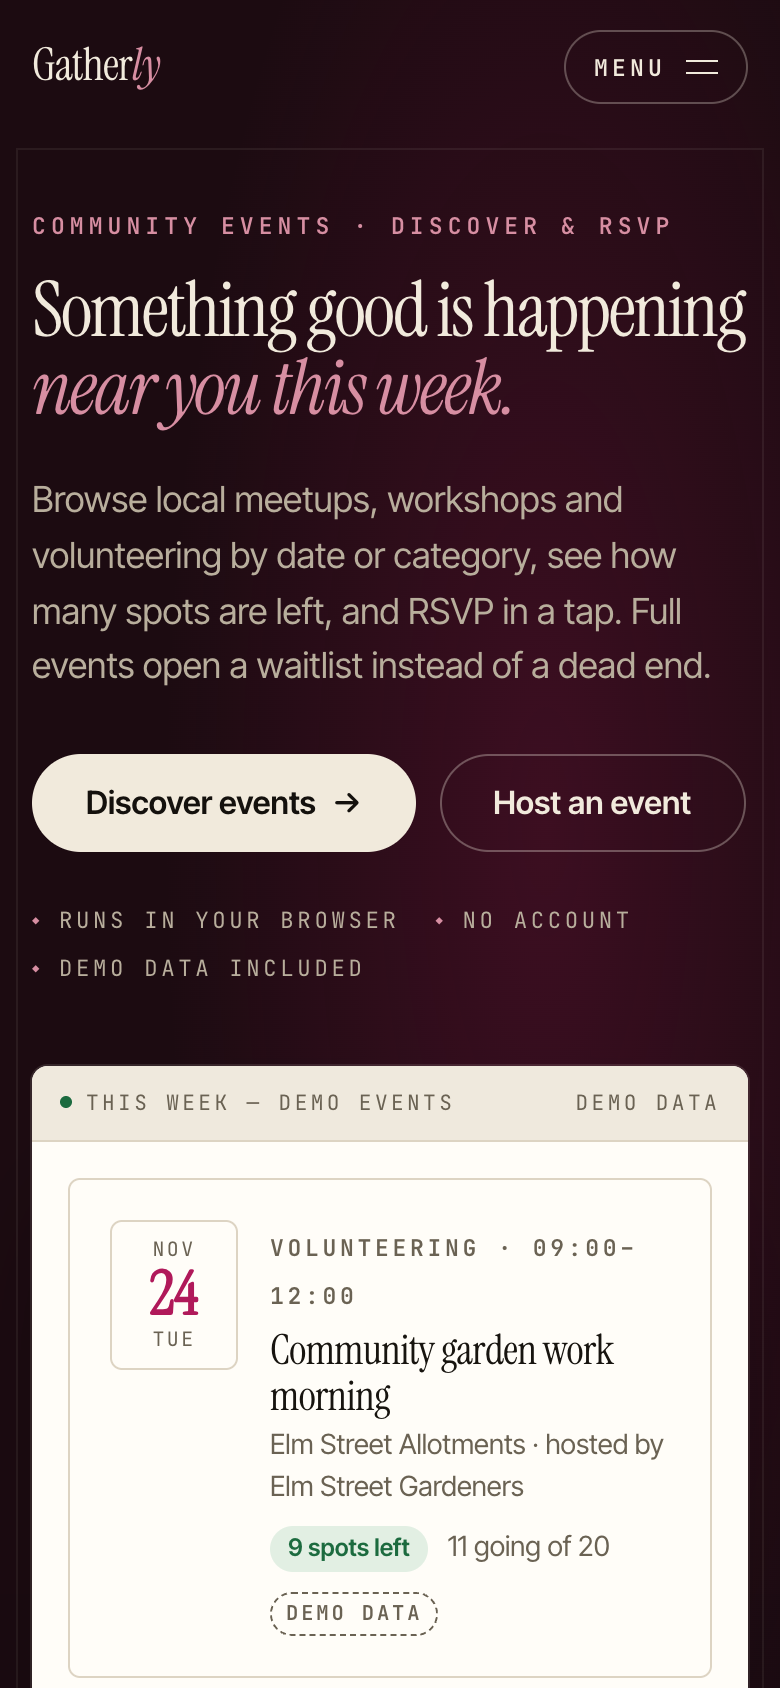 Gatherly
MENU
COMMUNITY EVENTS · DISCOVER & RSVP
Something good is happening
near you this week.
Browse local meetups, workshops and
volunteering by date or category, see how
many spots are left, and RSVP in a tap. Full
events open a waitlist instead of a dead end.
Discover events →
Host an event
RUNS IN YOUR BROWSER
NO ACCOUNT
DEMO DATA INCLUDED
THIS WEEK — DEMO EVENTS
DEMO DATA
NOV
24
TUE
VOLUNTEERING · 09:00–
12:00
Community garden work
morning
Elm Street Allotments · hosted by
Elm Street Gardeners
9 spots left
11 going of 20
DEMO DATA